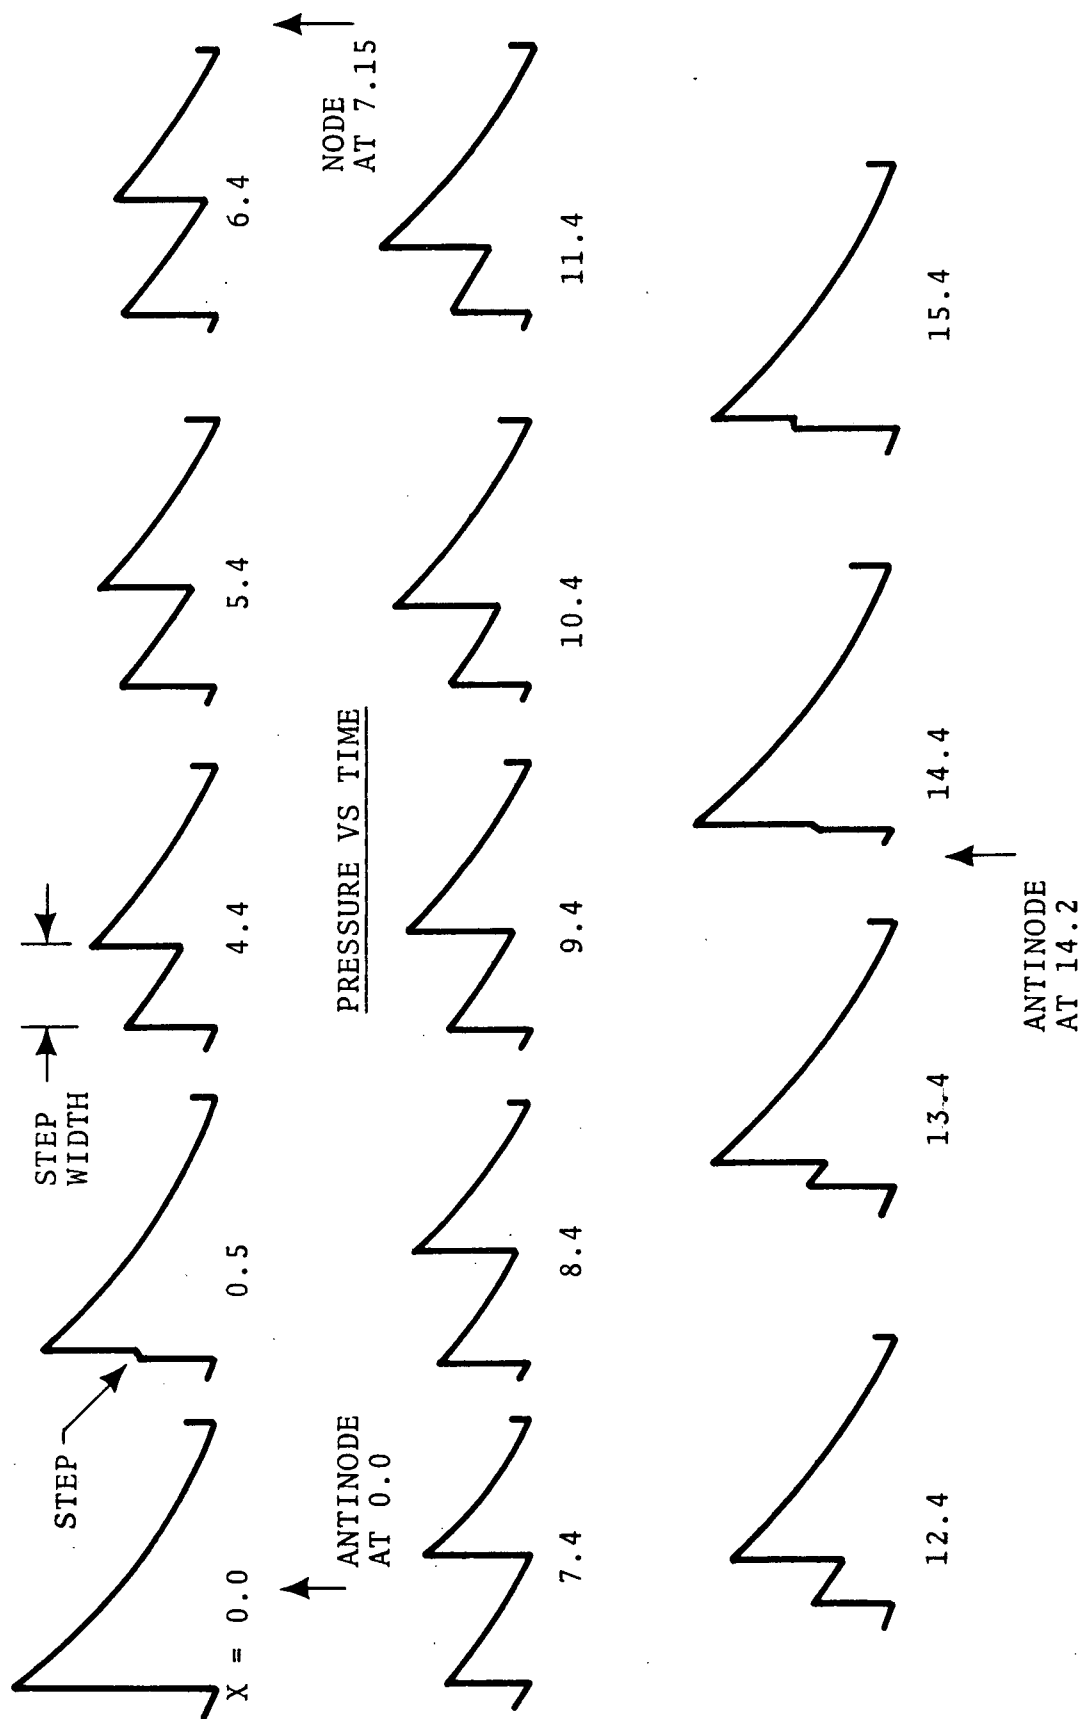 STEP
STEP
WIDTH
X = 0.0
0.5
4.4
5.4
6.4
ANTINODE
AT 0.0
PRESSURE VS TIME
NODE
AT 7.15
7.4
8.4
9.4
10.4
11.4
12.4
13.4
14.4
15.4
ANTINODE
AT 14.2